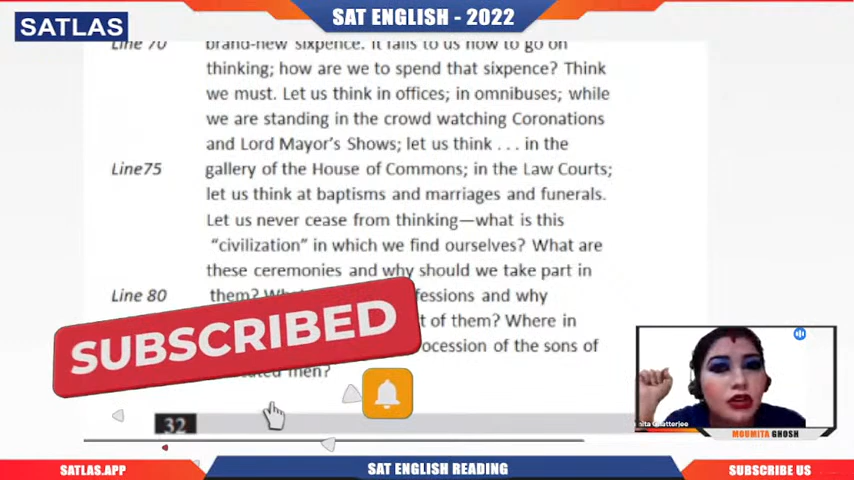 SATLAS
SAT ENGLISH - 2022
Line 70 brand-new sixpence. It falls to us now to go on
thinking; how are we to spend that sixpence? Think
we must. Let us think in offices; in omnibuses; while
we are standing in the crowd watching Coronations
and Lord Mayor's Shows; let us think . . . in the
Line75 gallery of the House of Commons; in the Law Courts;
let us think at baptisms and marriages and funerals.
Let us never cease from thinking—what is this
"civilization" in which we find ourselves? What are
these ceremonies and why should we take part in
Line 80 them? fessions and why
t of them? Where in
ocession of the sons of
men?
SUBSCRIBED
32
Chatterjee
MOUMITA GHOSH
SATLAS.APP
SAT ENGLISH READING
SUBSCRIBE US